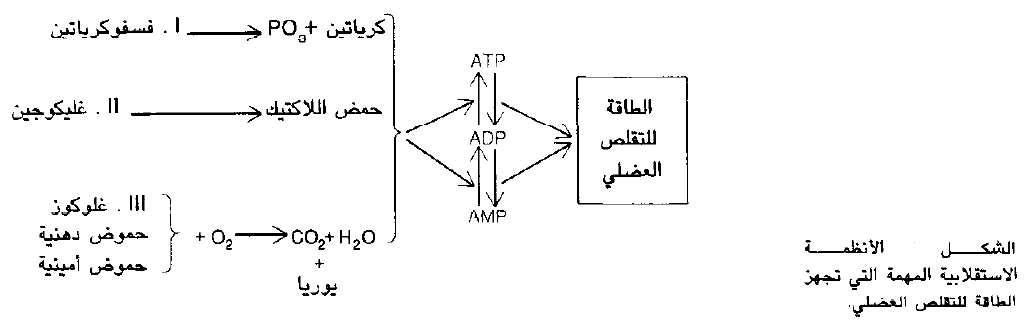 I . فسفوكرياتين ⟶ PO₃ + كرياتين
II . غليكوجين ⟶ حمض اللاكتيك
III . غلوكوز
حموض دهنية
حموض أمينية
+ O₂ ⟶ CO₂ + H₂O
+
يوريا
ATP
ADP
AMP
الطاقة
للتقلص
العضلي
الشكل الأنظمة
الاستقلابية المهمة التي تجهز
الطاقة للتقلص العضلي.